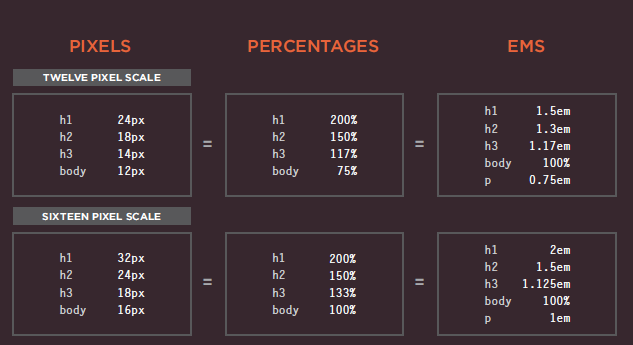 PIXELS PERCENTAGES EMS
TWELVE PIXEL SCALE
h1 24px
h2 18px
h3 14px
body 12px
=
h1 200%
h2 150%
h3 117%
body 75%
=
h1 1.5em
h2 1.3em
h3 1.17em
body 100%
p 0.75em
SIXTEEN PIXEL SCALE
h1 32px
h2 24px
h3 18px
body 16px
=
h1 200%
h2 150%
h3 133%
body 100%
=
h1 2em
h2 1.5em
h3 1.125em
body 100%
p 1em